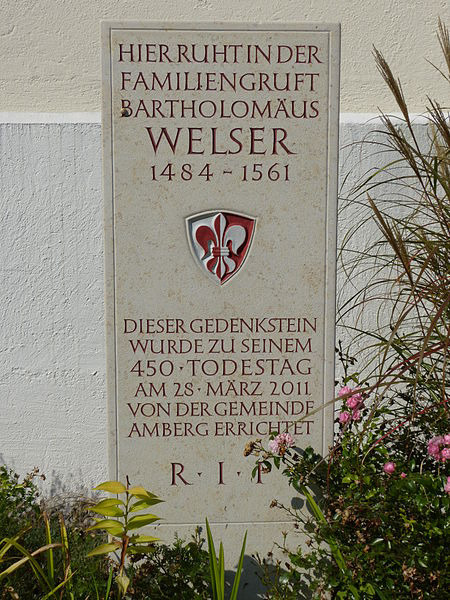 HIER RUHT IN DER
FAMILIENGRUFT
BARTHOLOMÄUS
WELSER
1484 - 1561
DIESER GEDENKSTEIN
WURDE ZU SEINEM
450 · TODESTAG
AM 28 · MÄRZ 2011
VON DER GEMEINDE
AMBERG ERRICHTET
R · I · P